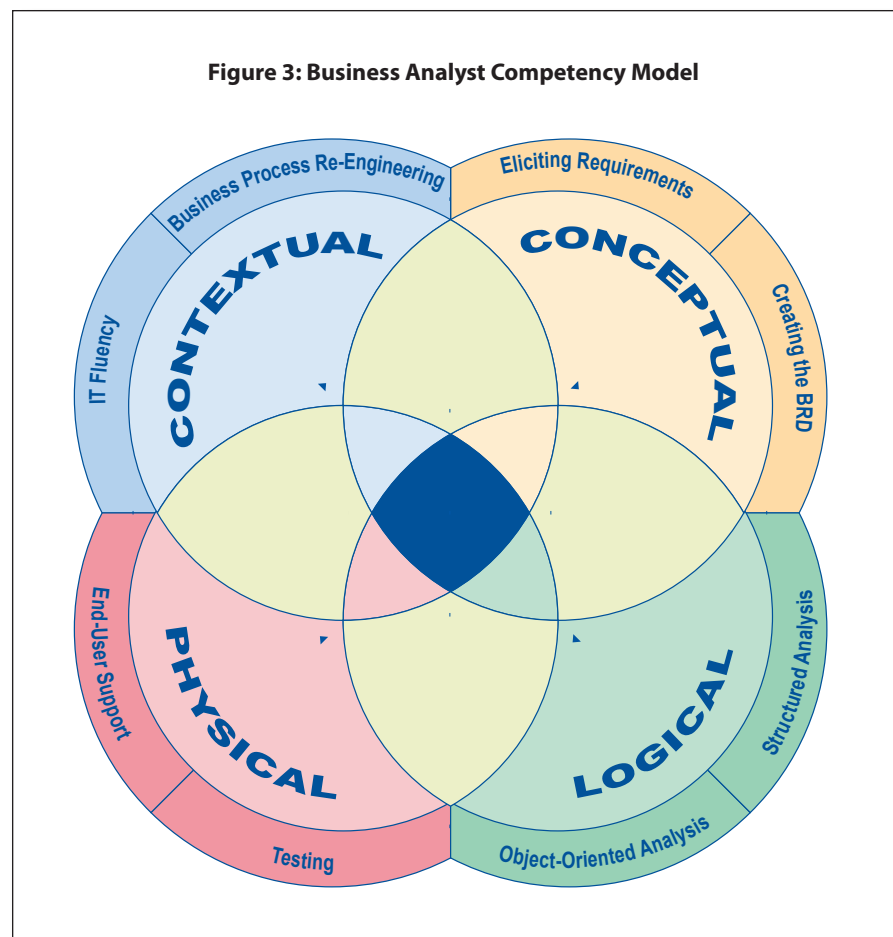 Figure 3: Business Analyst Competency Model
Business Process Re-Engineering
Eliciting Requirements
CONTEXTUAL
CONCEPTUAL
IT Fluency
Creating the BRD
End-User Support
Structured Analysis
PHYSICAL
LOGICAL
Testing
Object-Oriented Analysis